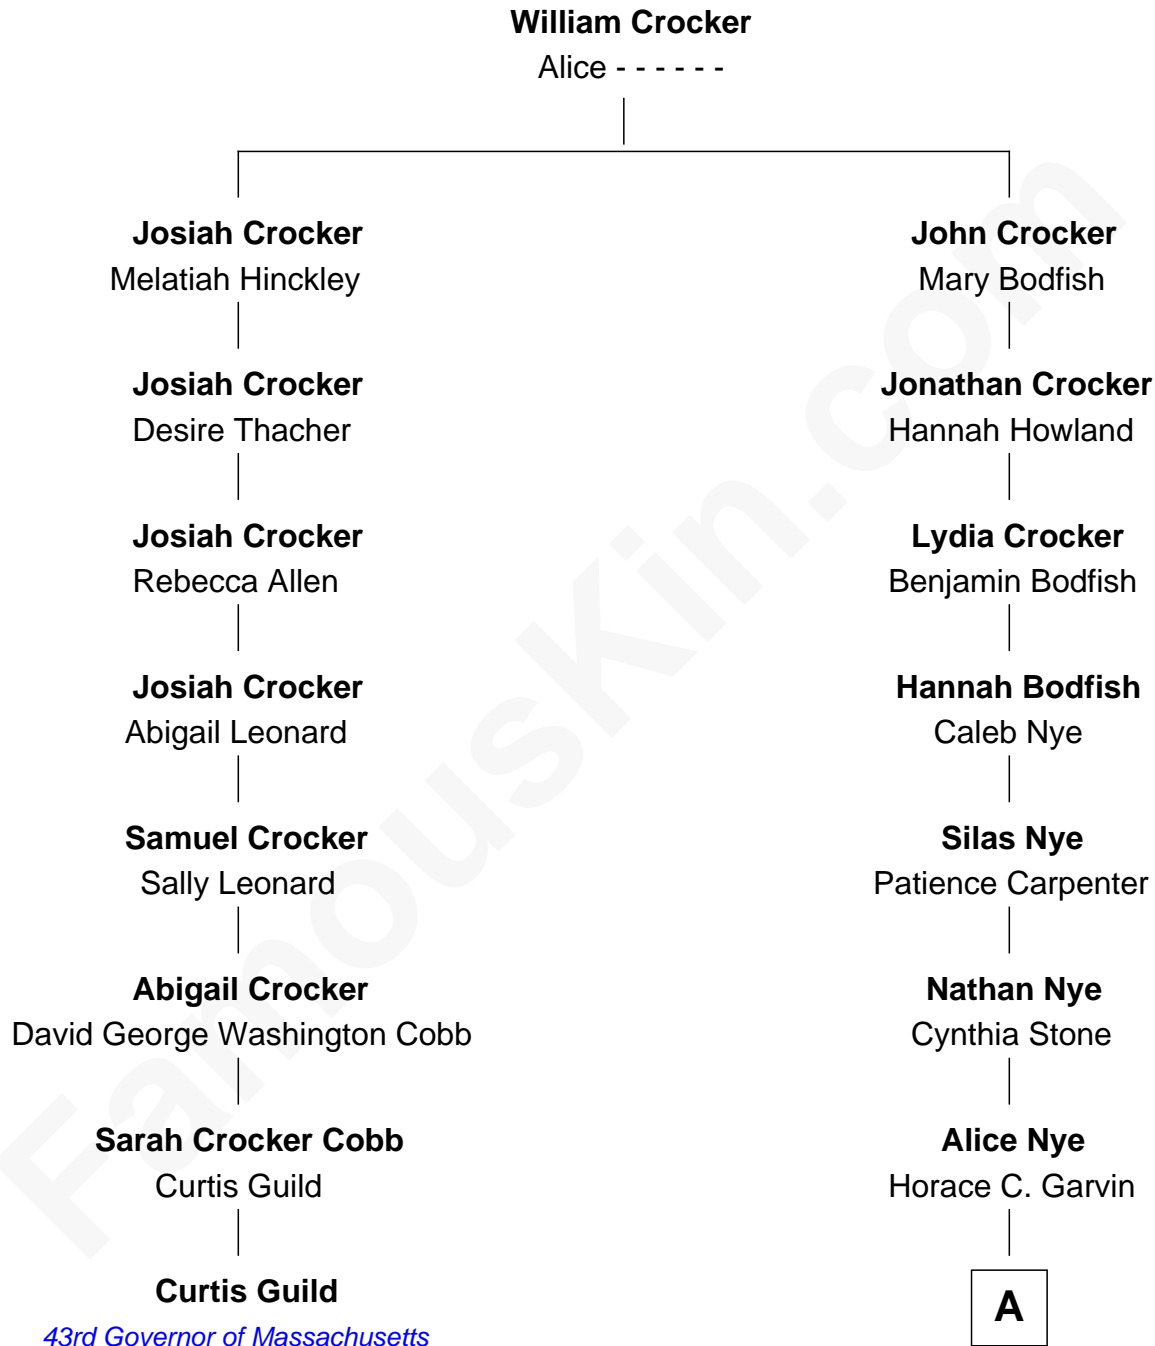 William Crocker
Alice - - - - - -
Josiah Crocker
Melatiah Hinckley
John Crocker
Mary Bodfish
Josiah Crocker
Desire Thacher
Jonathan Crocker
Hannah Howland
Josiah Crocker
Rebecca Allen
Lydia Crocker
Benjamin Bodfish
Josiah Crocker
Abigail Leonard
Hannah Bodfish
Caleb Nye
Samuel Crocker
Sally Leonard
Silas Nye
Patience Carpenter
Abigail Crocker
David George Washington Cobb
Nathan Nye
Cynthia Stone
Sarah Crocker Cobb
Curtis Guild
Alice Nye
Horace C. Garvin
Curtis Guild
43rd Governor of Massachusetts
A
FamousKin.com